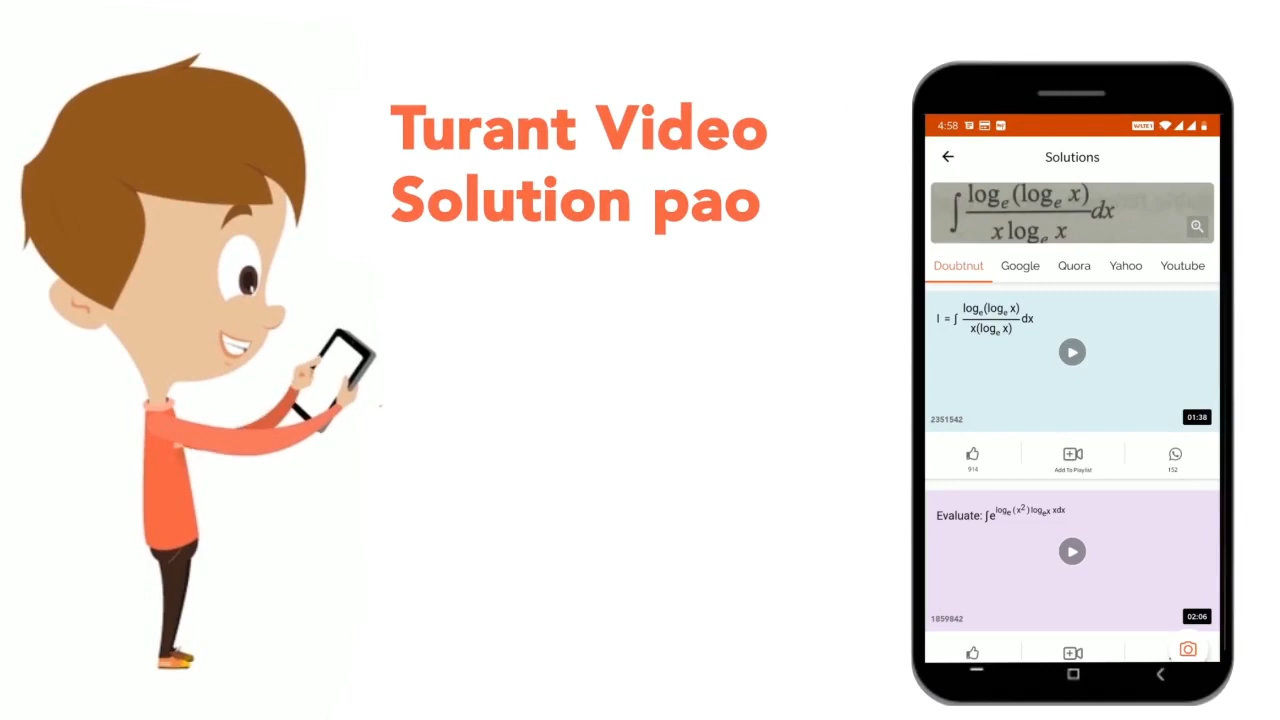 Turant Video
Solution pao
4:58
VoLTE1
Solutions
∫ logₑ(logₑ x) / x logₑ x dx
Doubtnut Google Quora Yahoo Youtube
I = ∫ logₑ(logₑ x) / x(logₑ x) dx
2351542 01:38
914 Add To Playlist 152
Evaluate: ∫e^logₑ(x²)logₑx xdx
1859842 02:06